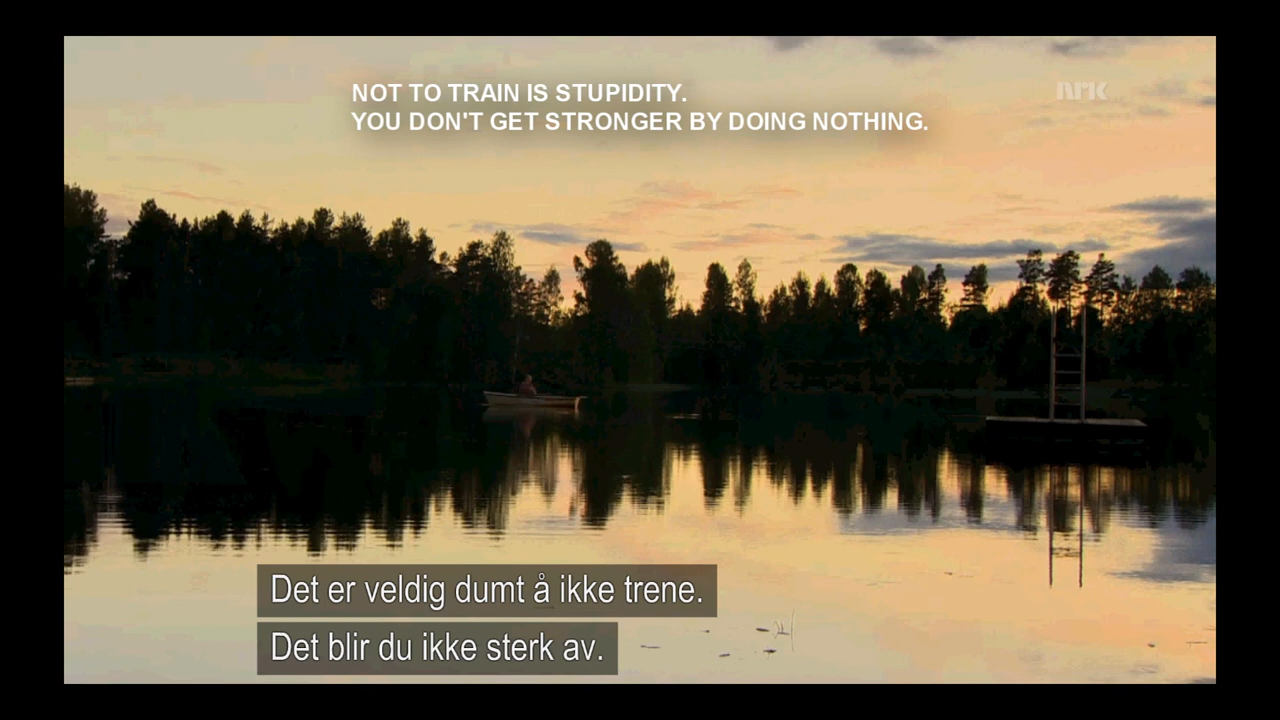 NOT TO TRAIN IS STUPIDITY.
nrk
YOU DON'T GET STRONGER BY DOING NOTHING.
Det er veldig dumt å ikke trene.
Det blir du ikke sterk av.